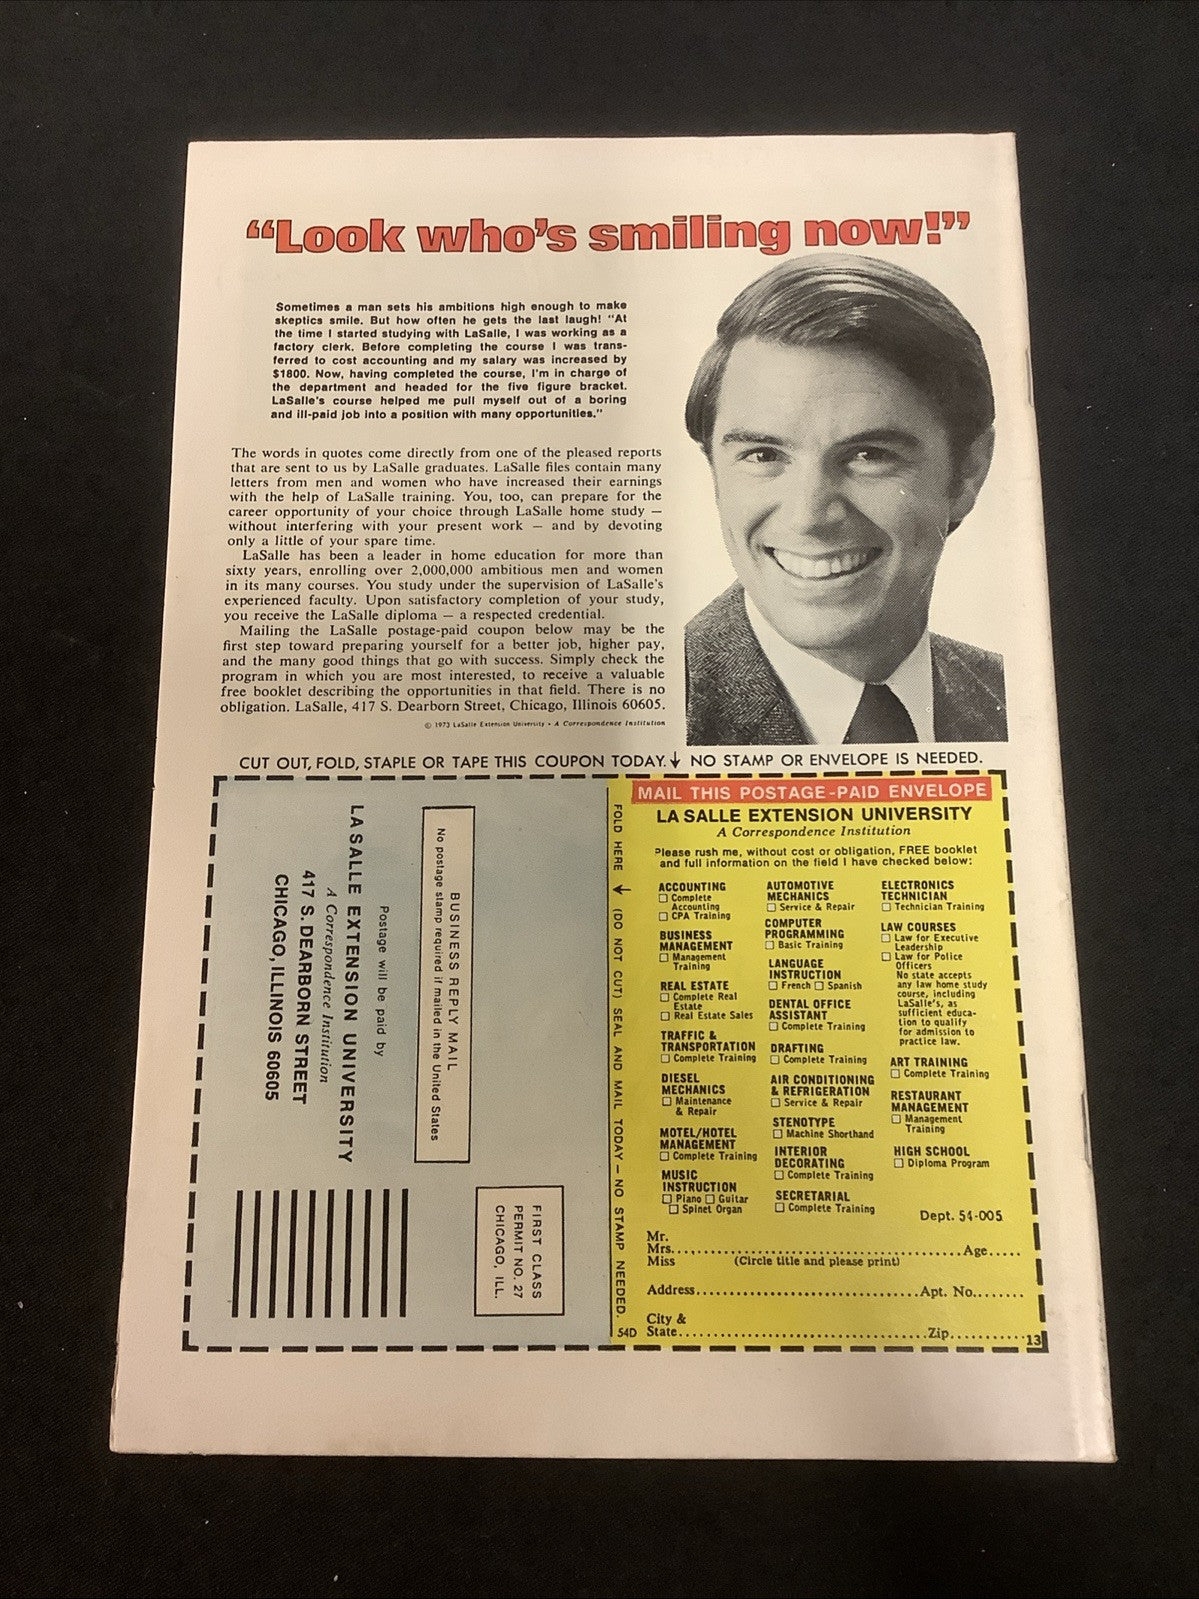 “Look who’s smiling now!”
Sometimes a man sets his ambitions high enough to make
skeptics smile. But how often he gets the last laugh! “At
the time I started studying with LaSalle, I was working as a
factory clerk. Before completing the course I was trans-
ferred to cost accounting and my salary was increased by
$1800. Now, having completed the course, I’m in charge of
the department and headed for the five figure bracket.
LaSalle’s course helped me pull myself out of a boring
and ill-paid job into a position with many opportunities.”
The words in quotes come directly from one of the pleased reports
that are sent to us by LaSalle graduates. LaSalle files contain many
letters from men and women who have increased their earnings
with the help of LaSalle training. You, too, can prepare for the
career opportunity of your choice through LaSalle home study —
without interfering with your present work — and by devoting
only a little of your spare time.
LaSalle has been a leader in home education for more than
sixty years, enrolling over 2,000,000 ambitious men and women
in its many courses. You study under the supervision of LaSalle’s
experienced faculty. Upon satisfactory completion of your study,
you receive the LaSalle diploma — a respected credential.
Mailing the LaSalle postage-paid coupon below may be the
first step toward preparing yourself for a better job, higher pay,
and the many good things that go with success. Simply check the
program in which you are most interested, to receive a valuable
free booklet describing the opportunities in that field. There is no
obligation. LaSalle, 417 S. Dearborn Street, Chicago, Illinois 60605.
© 1973 LaSalle Extension University • A Correspondence Institution
CUT OUT, FOLD, STAPLE OR TAPE THIS COUPON TODAY. ↓ NO STAMP OR ENVELOPE IS NEEDED.
BUSINESS REPLY MAIL
No postage stamp required if mailed in the United States
Postage will be paid by
LA SALLE EXTENSION UNIVERSITY
A Correspondence Institution
417 S. DEARBORN STREET
CHICAGO, ILLINOIS 60605
FIRST CLASS
PERMIT NO. 27
CHICAGO, ILL.
FOLD HERE ↓ (DO NOT CUT) SEAL AND MAIL TODAY — NO STAMP NEEDED.
54D
MAIL THIS POSTAGE-PAID ENVELOPE
LA SALLE EXTENSION UNIVERSITY
A Correspondence Institution
Please rush me, without cost or obligation, FREE booklet
and full information on the field I have checked below:
ACCOUNTING
☐ Complete
Accounting
☐ CPA Training
BUSINESS
MANAGEMENT
☐ Management
Training
REAL ESTATE
☐ Complete Real
Estate
☐ Real Estate Sales
TRAFFIC &
TRANSPORTATION
☐ Complete Training
DIESEL
MECHANICS
☐ Maintenance
& Repair
MOTEL/HOTEL
MANAGEMENT
☐ Complete Training
MUSIC
INSTRUCTION
☐ Piano ☐ Guitar
☐ Spinet Organ
AUTOMOTIVE
MECHANICS
☐ Service & Repair
COMPUTER
PROGRAMMING
☐ Basic Training
LANGUAGE
INSTRUCTION
☐ French ☐ Spanish
DENTAL OFFICE
ASSISTANT
☐ Complete Training
DRAFTING
☐ Complete Training
AIR CONDITIONING
& REFRIGERATION
☐ Service & Repair
STENOTYPE
☐ Machine Shorthand
INTERIOR
DECORATING
☐ Complete Training
SECRETARIAL
☐ Complete Training
ELECTRONICS
TECHNICIAN
☐ Technician Training
LAW COURSES
☐ Law for Executive
Leadership
☐ Law for Police
Officers
No state accepts
any law home study
course, including
LaSalle’s, as
sufficient educa-
tion to qualify
for admission to
practice law.
ART TRAINING
☐ Complete Training
RESTAURANT
MANAGEMENT
☐ Management
Training
HIGH SCHOOL
☐ Diploma Program
Dept. 54-005
Mr.
Mrs. Age
Miss (Circle title and please print)
Address Apt. No.
City &
State Zip
13